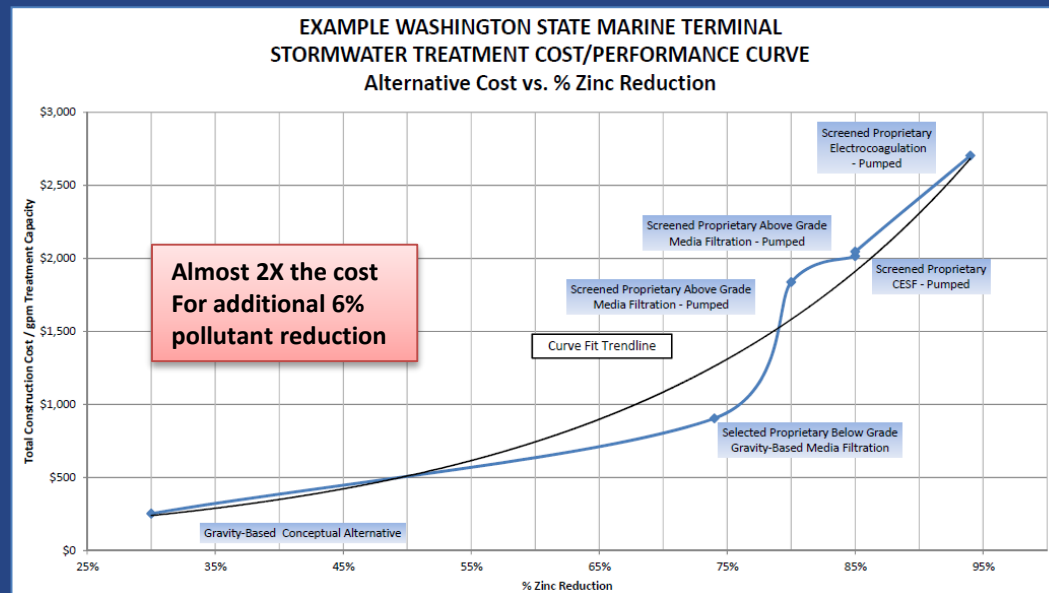 EXAMPLE WASHINGTON STATE MARINE TERMINAL
STORMWATER TREATMENT COST/PERFORMANCE CURVE
Alternative Cost vs. % Zinc Reduction
Total Construction Cost / gpm Treatment Capacity
$3,000
$2,500
$2,000
$1,500
$1,000
$500
$0
Screened Proprietary
Electrocoagulation
- Pumped
Screened Proprietary Above Grade
Media Filtration - Pumped
Screened Proprietary
CESF - Pumped
Screened Proprietary Above Grade
Media Filtration - Pumped
Almost 2X the cost
For additional 6%
pollutant reduction
Curve Fit Trendline
Selected Proprietary Below Grade
Gravity-Based Media Filtration
Gravity-Based Conceptual Alternative
25%
35%
45%
55%
65%
75%
85%
95%
% Zinc Reduction